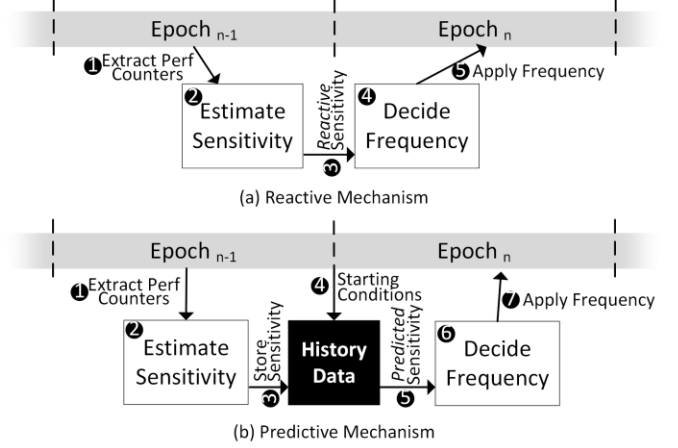 Epoch n-1
Epoch n
1 Extract Perf
Counters
2
Estimate
Sensitivity
Reactive
Sensitivity
3
4
Decide
Frequency
5 Apply Frequency
(a) Reactive Mechanism
Epoch n-1
Epoch n
1 Extract Perf
Counters
2
Estimate
Sensitivity
Store
Sensitivity
3
4 Starting
Conditions
History
Data
Predicted
Sensitivity
5
6
Decide
Frequency
7 Apply Frequency
(b) Predictive Mechanism